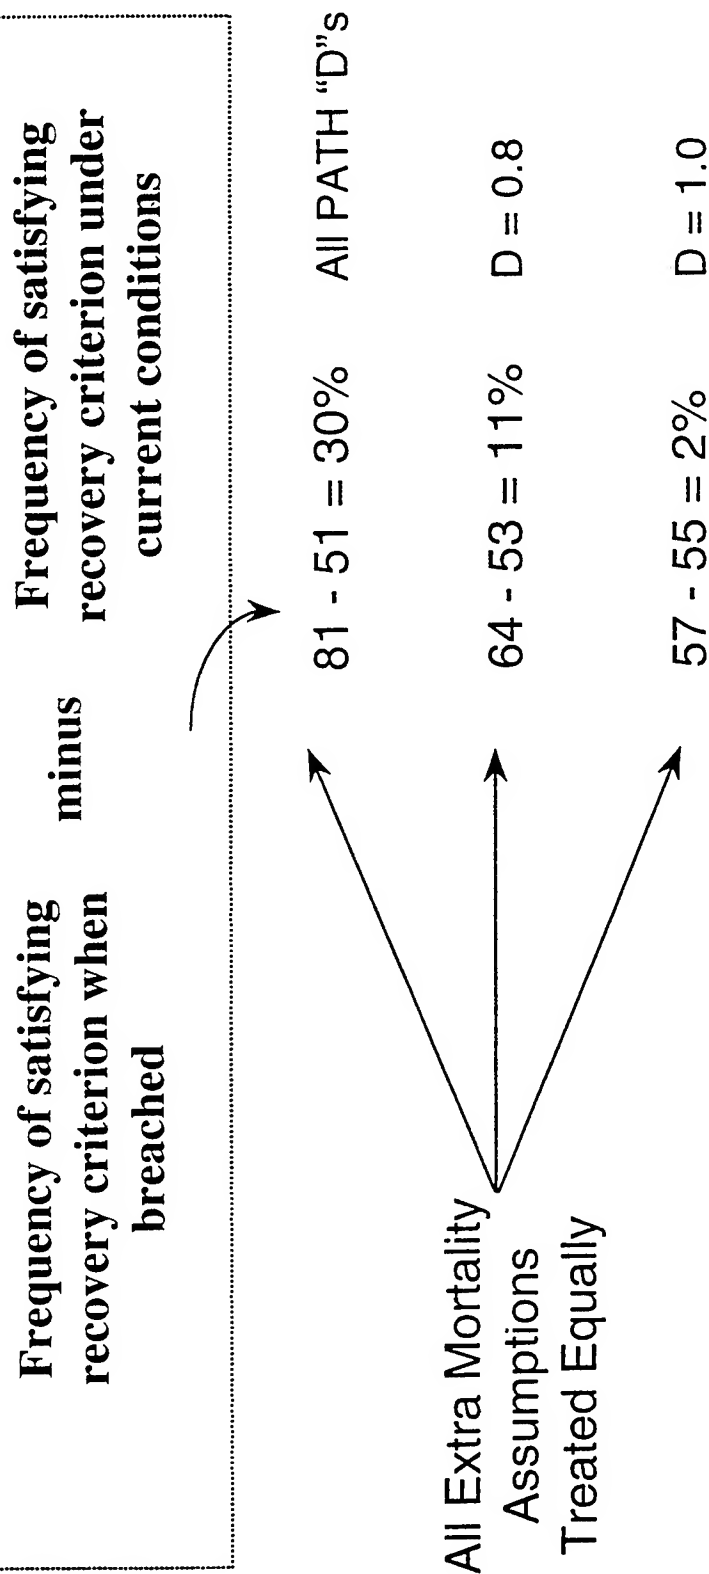 Frequency of satisfying
recovery criterion when
breached
minus
Frequency of satisfying
recovery criterion under
current conditions
All Extra Mortality
Assumptions
Treated Equally
81 - 51 = 30% All PATH “D”s
64 - 53 = 11% D = 0.8
57 - 55 = 2% D = 1.0